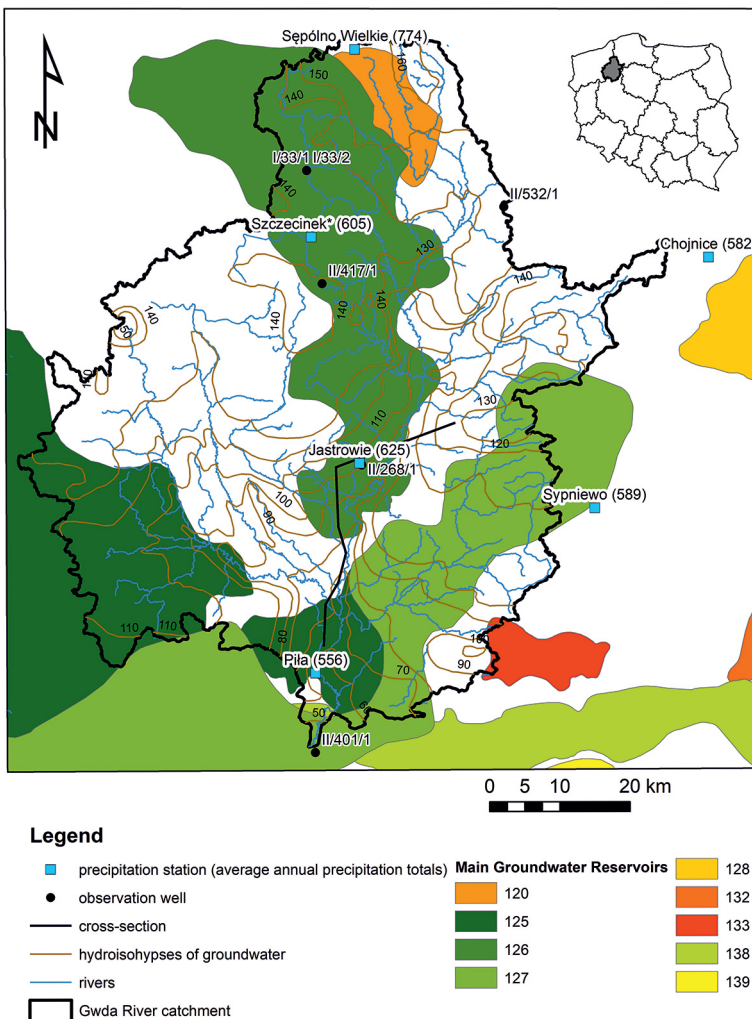 Sępólno Wielkie (774)
160
150
140
N
I/33/1 I/33/2
140
II/532/1
Szczecinek* (605)
130
Chojnice (582
II/417/1
140
140
140
140
140
110
130
120
Jastrowie (625)
II/268/1
100
90
Sypniewo (589)
110
110
80
90
Piła (556)
70
50
II/401/1
0 5 10 20 km
Legend
precipitation station (average annual precipitation totals)
observation well
cross-section
hydroisohypses of groundwater
rivers
Gwda River catchment
Main Groundwater Reservoirs
120
125
126
127
128
132
133
138
139